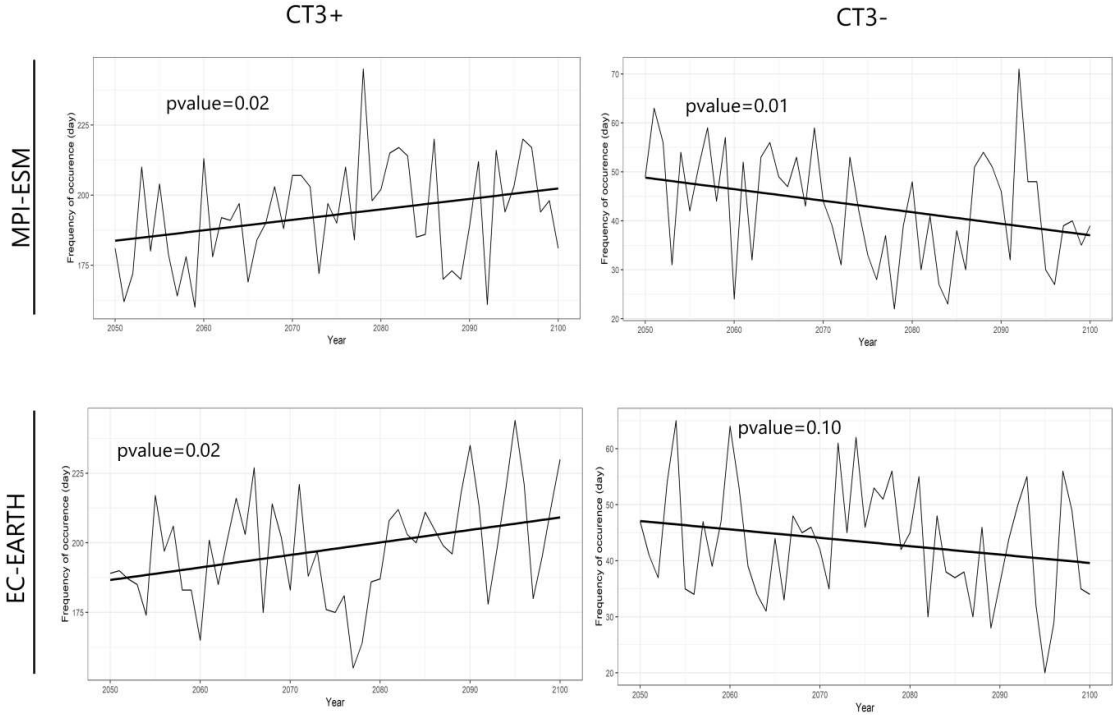 CT3+
CT3-
MPI-ESM
pvalue=0.02
Frequency of occurence (day)
225
200
175
2050 2060 2070 2080 2090 2100
Year
pvalue=0.01
Frequency of occurence (day)
70
60
50
40
30
20
2050 2060 2070 2080 2090 2100
Year
EC-EARTH
pvalue=0.02
Frequency of occurence (day)
225
200
175
2050 2060 2070 2080 2090 2100
Year
pvalue=0.10
Frequency of occurence (day)
60
50
40
30
20
2050 2060 2070 2080 2090 2100
Year